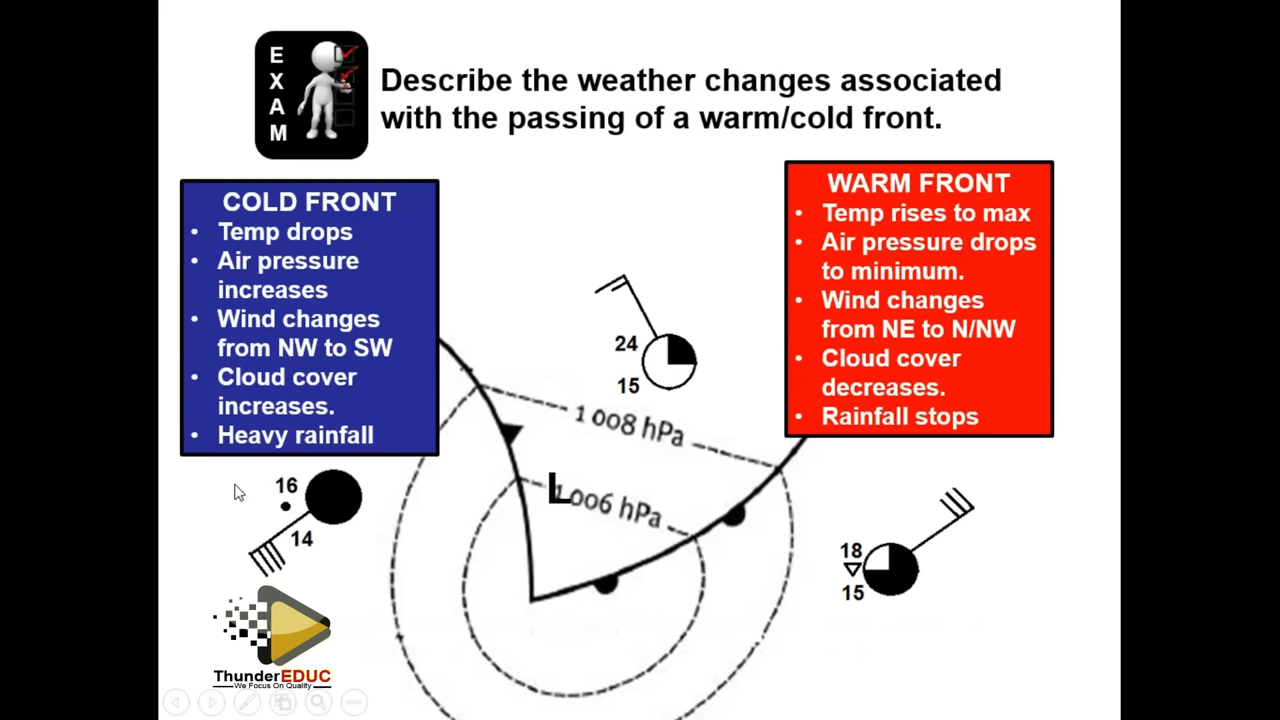 E
X
A
M
Describe the weather changes associated
with the passing of a warm/cold front.
COLD FRONT
• Temp drops
• Air pressure
increases
• Wind changes
from NW to SW
• Cloud cover
increases.
• Heavy rainfall
WARM FRONT
• Temp rises to max
• Air pressure drops
to minimum.
• Wind changes
from NE to N/NW
• Cloud cover
decreases.
• Rainfall stops
24
15
1 008 hPa
L
1 006 hPa
16
14
18
15
ThunderEDUC
We Focus On Quality